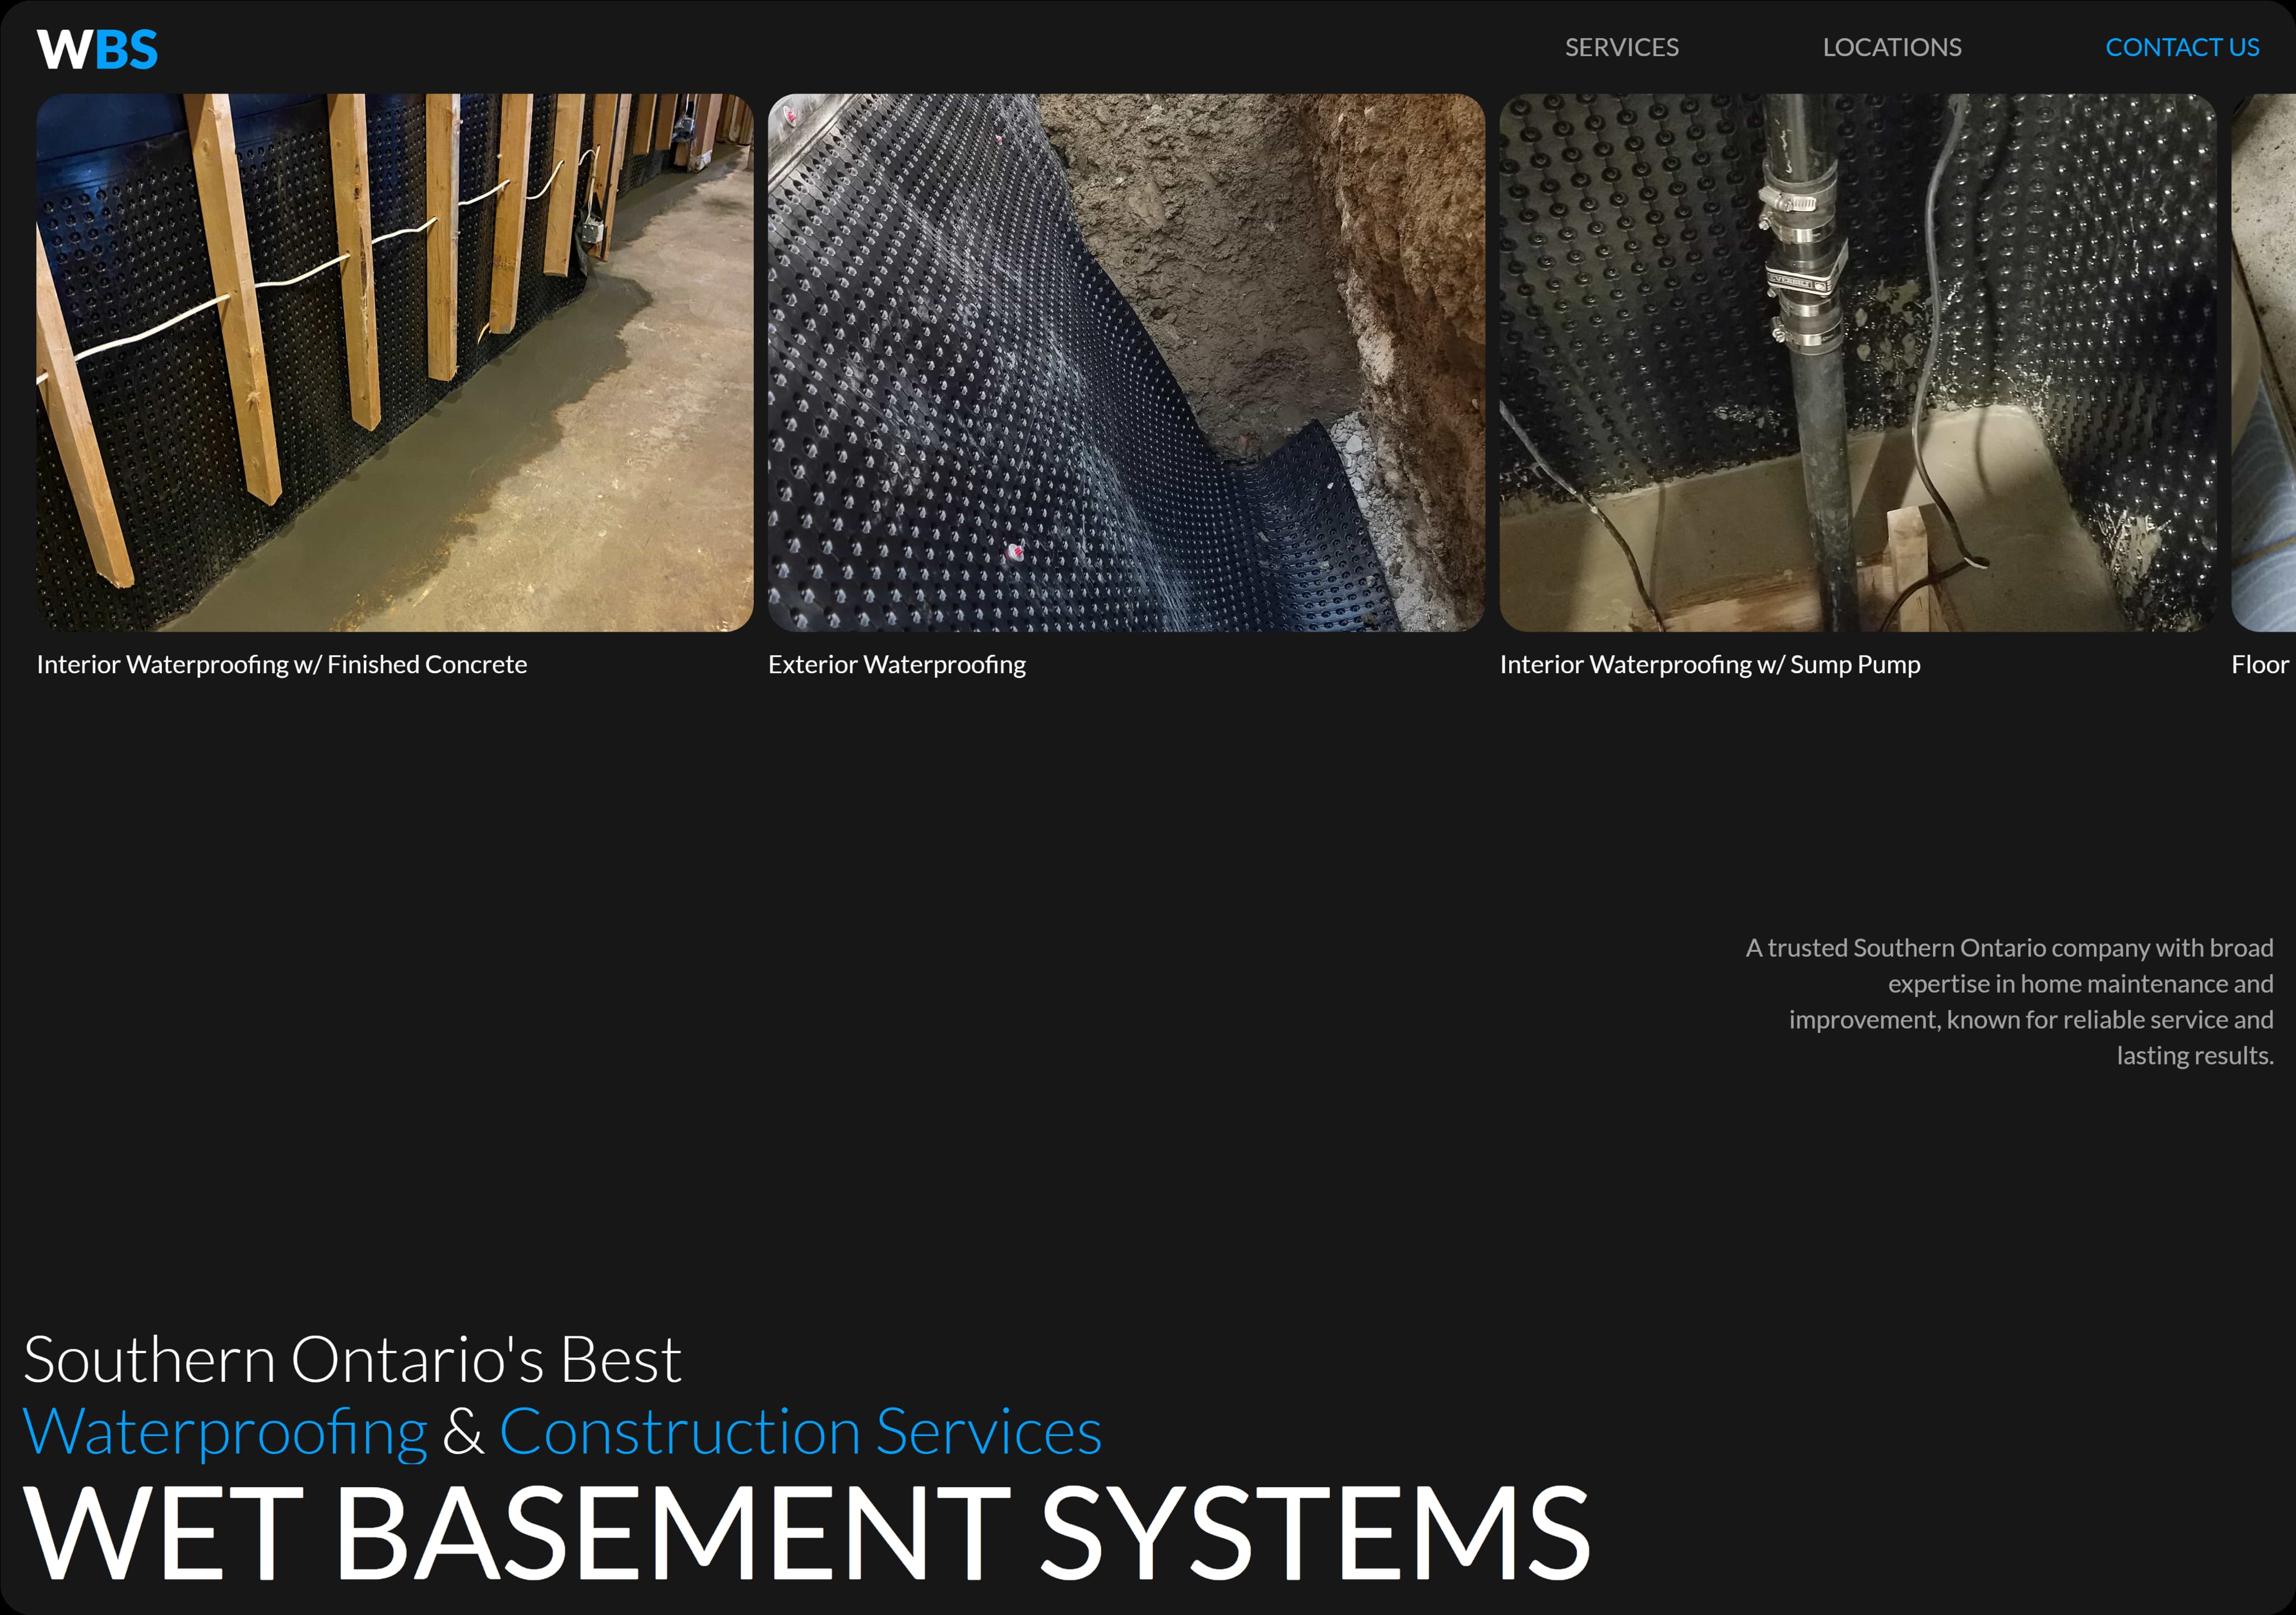 WBS
SERVICES
LOCATIONS
CONTACT US
EVERBILT
Interior Waterproofing w/ Finished Concrete
Exterior Waterproofing
Interior Waterproofing w/ Sump Pump
Floor
A trusted Southern Ontario company with broad
expertise in home maintenance and
improvement, known for reliable service and
lasting results.
Southern Ontario's Best
Waterproofing & Construction Services
WET BASEMENT SYSTEMS